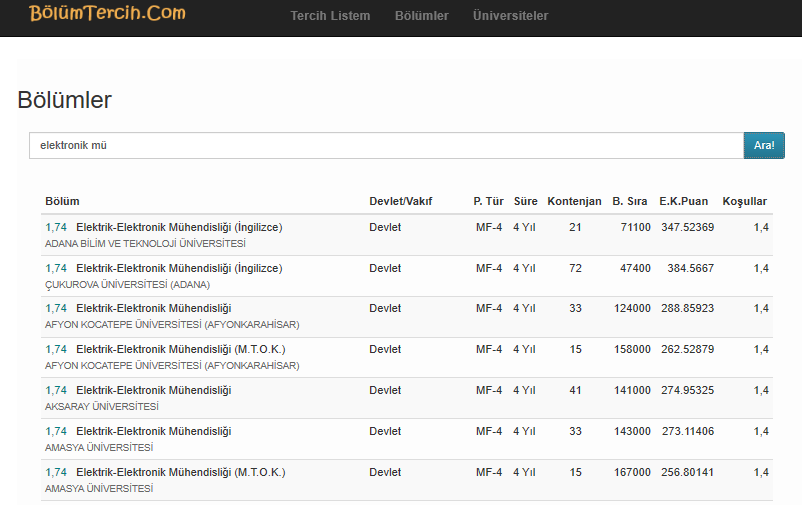 BölümTercih.Com
Tercih Listem Bölümler Üniversiteler
Bölümler
elektronik mü Ara!
Bölüm Devlet/Vakıf P. Tür Süre Kontenjan B. Sıra E.K.Puan Koşullar
1,74 Elektrik-Elektronik Mühendisliği (İngilizce) Devlet MF-4 4 Yıl 21 71100 347.52369 1,4
ADANA BİLİM VE TEKNOLOJİ ÜNİVERSİTESİ
1,74 Elektrik-Elektronik Mühendisliği (İngilizce) Devlet MF-4 4 Yıl 72 47400 384.5667 1,4
ÇUKUROVA ÜNİVERSİTESİ (ADANA)
1,74 Elektrik-Elektronik Mühendisliği Devlet MF-4 4 Yıl 33 124000 288.85923 1,4
AFYON KOCATEPE ÜNİVERSİTESİ (AFYONKARAHİSAR)
1,74 Elektrik-Elektronik Mühendisliği (M.T.O.K.) Devlet MF-4 4 Yıl 15 158000 262.52879 1,4
AFYON KOCATEPE ÜNİVERSİTESİ (AFYONKARAHİSAR)
1,74 Elektrik-Elektronik Mühendisliği Devlet MF-4 4 Yıl 41 141000 274.95325 1,4
AKSARAY ÜNİVERSİTESİ
1,74 Elektrik-Elektronik Mühendisliği Devlet MF-4 4 Yıl 33 143000 273.11406 1,4
AMASYA ÜNİVERSİTESİ
1,74 Elektrik-Elektronik Mühendisliği (M.T.O.K.) Devlet MF-4 4 Yıl 15 167000 256.80141 1,4
AMASYA ÜNİVERSİTESİ